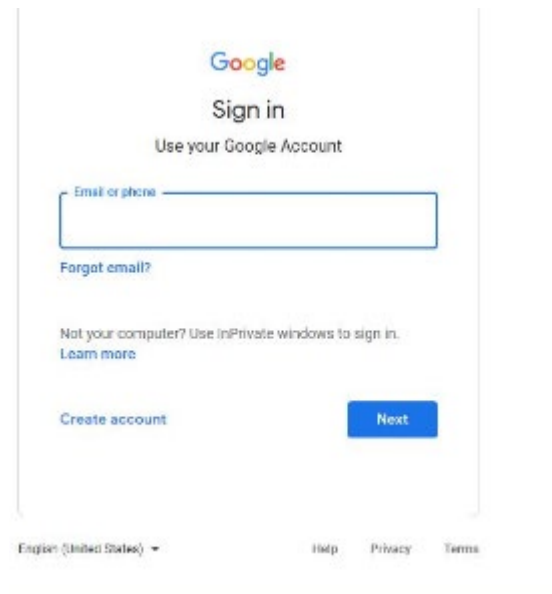 Google
Sign in
Use your Google Account
Email or phone
Forgot email?
Not your computer? Use InPrivate windows to sign in.
Learn more
Create account Next
English (United States) Help Privacy Terms